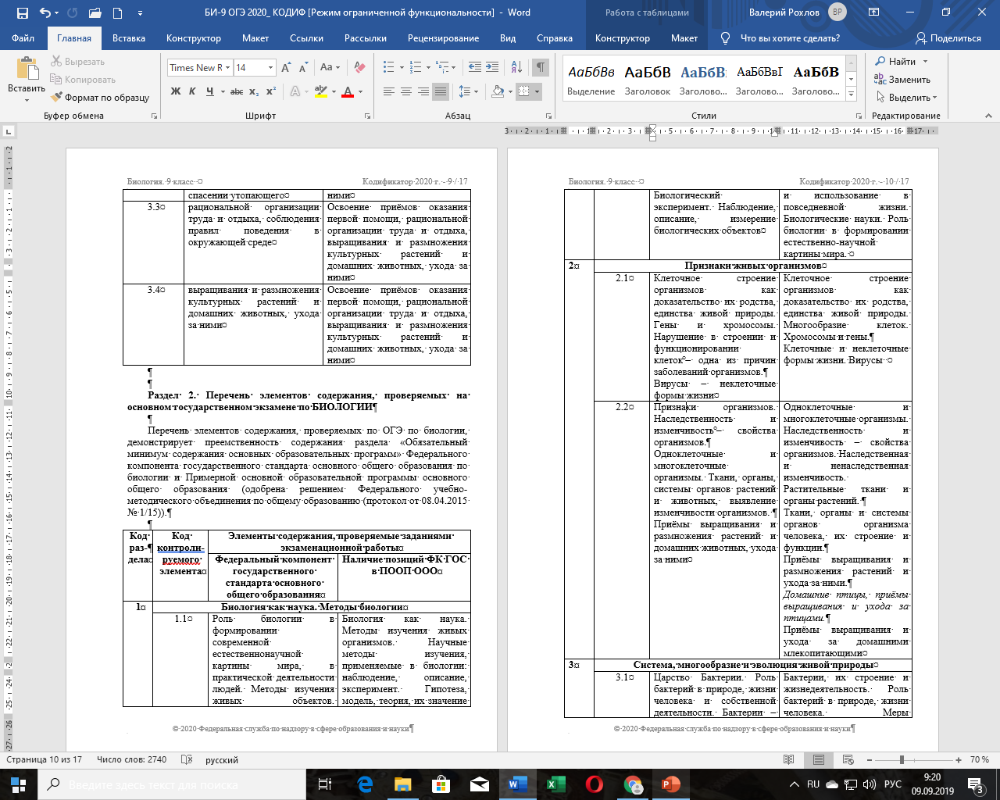 БИ-9 ОГЭ 2020_ КОДИФ [Режим ограниченной функциональности] - Word
Работа с таблицами
Валерий Рохлов
ВР
Файл Главная Вставка Конструктор Макет Ссылки Рассылки Рецензирование Вид Справка Конструктор Макет Что вы хотите сделать? Поделиться
Вставить
Вырезать
Копировать
Формат по образцу
Буфер обмена
Times New R 14
Ж К Ч abc x₂ x²
Шрифт
Абзац
АаБбВв АаБбВ АаБбВ АаБбВвІ АаБбВ
Выделение Заголовок Заголово... Заголово... Заголово...
Стили
Найти
Заменить
Выделить
Редактирование
Биология. 9 класс Кодификатор 2020 г. - 9 / 17
спасении утопающего
ними
3.3
рациональной организации
труда и отдыха, соблюдения
правил поведения в
окружающей среде
Освоение приёмов оказания
первой помощи, рациональной
организации труда и отдыха,
выращивания и размножения
культурных растений и
домашних животных, ухода за
ними
3.4
выращивания и размножения
культурных растений и
домашних животных, ухода
за ними
Освоение приёмов оказания
первой помощи, рациональной
организации труда и отдыха,
выращивания и размножения
культурных растений и
домашних животных, ухода за
ними
Раздел 2. Перечень элементов содержания, проверяемых на
основном государственном экзамене по БИОЛОГИИ
Перечень элементов содержания, проверяемых по ОГЭ по биологии,
демонстрирует преемственность содержания раздела «Обязательный
минимум содержания основных образовательных программ» Федерального
компонента государственного стандарта основного общего образования по
биологии и Примерной основной образовательной программы основного
общего образования (одобрена решением Федерального учебно-
методического объединения по общему образованию (протокол от 08.04.2015
№ 1/15)).
Код
раз-
дела
Код
контроли-
руемого
элемента
Элементы содержания, проверяемые заданиями
экзаменационной работы
Федеральный компонент
государственного
стандарта основного
общего образования
Наличие позиций ФК ГОС
в ПООП ООО
1 Биология как наука. Методы биологии
1.1
Роль биологии в
формировании
современной
естественнонаучной
картины мира, в
практической деятельности
людей. Методы изучения
живых объектов.
Биология как наука.
Методы изучения живых
организмов. Научные
методы изучения,
применяемые в биологии:
наблюдение, описание,
эксперимент. Гипотеза,
модель, теория, их значение
© 2020 Федеральная служба по надзору в сфере образования и науки
Биология. 9 класс Кодификатор 2020 г. - 10 / 17
Биологический
эксперимент. Наблюдение,
описание, измерение
биологических объектов
и использование в
повседневной жизни.
Биологические науки. Роль
биологии в формировании
естественно-научной
картины мира.
2 Признаки живых организмов
2.1
Клеточное строение
организмов как
доказательство их родства,
единства живой природы.
Гены и хромосомы.
Нарушение в строении и
функционировании
клеток – одна из причин
заболеваний организмов.
Вирусы – неклеточные
формы жизни
Клеточное строение
организмов как
доказательство их родства,
единства живой природы.
Многообразие клеток.
Хромосомы и гены.
Клеточные и неклеточные
формы жизни. Вирусы
2.2
Признаки организмов.
Наследственность и
изменчивость – свойства
организмов.
Одноклеточные и
многоклеточные
организмы. Ткани, органы,
системы органов растений
и животных, выявление
изменчивости организмов.
Приёмы выращивания и
размножения растений и
домашних животных, ухода
за ними
Одноклеточные и
многоклеточные организмы.
Наследственность и
изменчивость – свойства
организмов. Наследственная
и ненаследственная
изменчивость.
Растительные ткани и
органы растений.
Ткани, органы и системы
органов организма
человека, их строение и
функции.
Приёмы выращивания и
размножения растений и
ухода за ними.
Домашние птицы, приёмы
выращивания и ухода за
птицами.
Приёмы выращивания и
ухода за домашними
млекопитающими
3 Система, многообразие и эволюция живой природы
3.1
Царство Бактерии. Роль
бактерий в природе, жизни
человека и собственной
деятельности. Бактерии –
Бактерии, их строение и
жизнедеятельность. Роль
бактерий в природе, жизни
человека. Меры
© 2020 Федеральная служба по надзору в сфере образования и науки
Страница 10 из 17 Число слов: 2740 русский 70 %
Введите здесь текст для поиска
RU РУС
9:20
09.09.2019
3